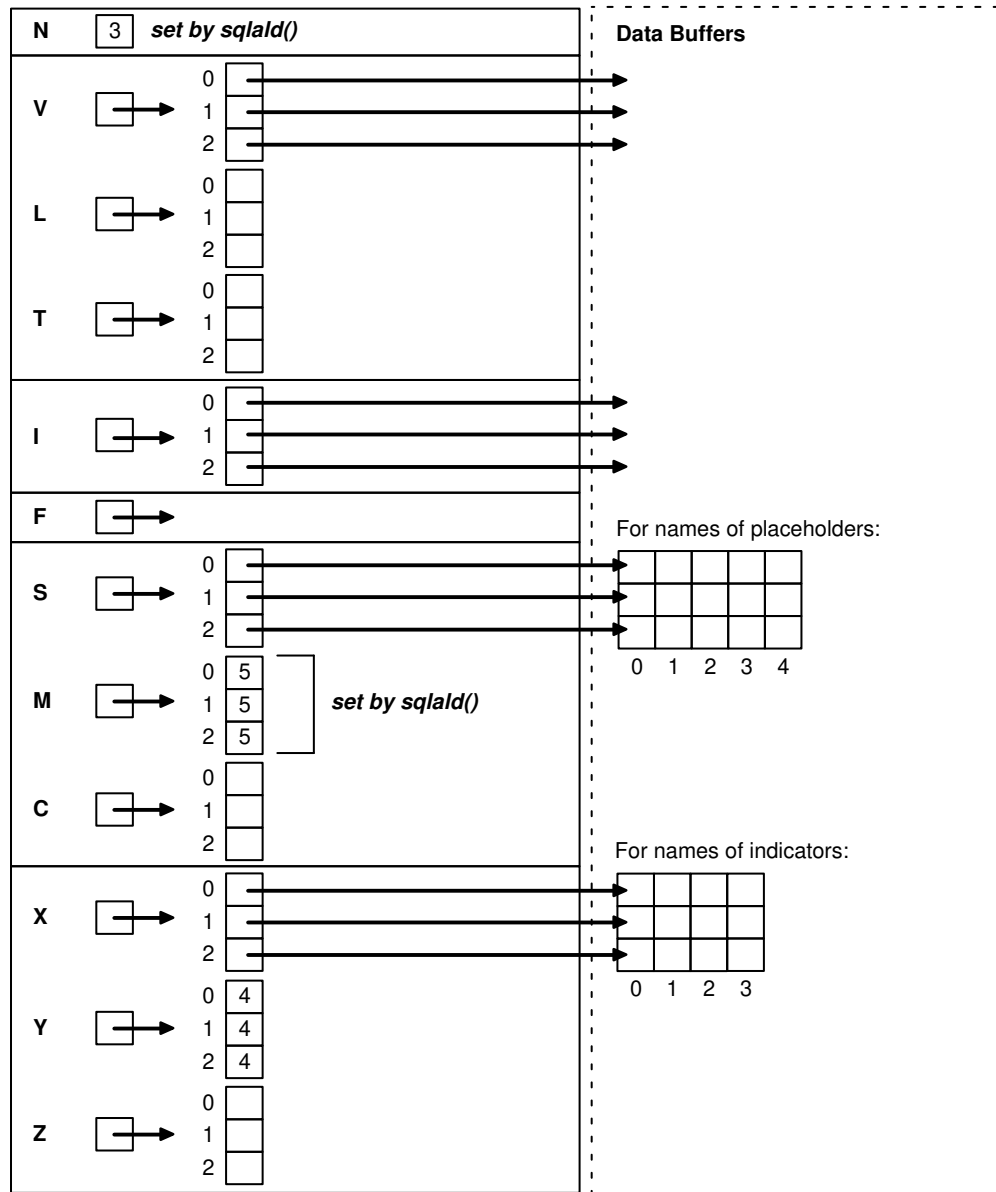 N 3 set by sqlald()
Data Buffers
0
V 1
2
0
L 1
2
0
T 1
2
0
I 1
2
F
For names of placeholders:
0
S 1
2
0 1 2 3 4
0 5
M 1 5 set by sqlald()
2 5
0
C 1
2
For names of indicators:
0
X 1
2
0 1 2 3
0 4
Y 1 4
2 4
0
Z 1
2